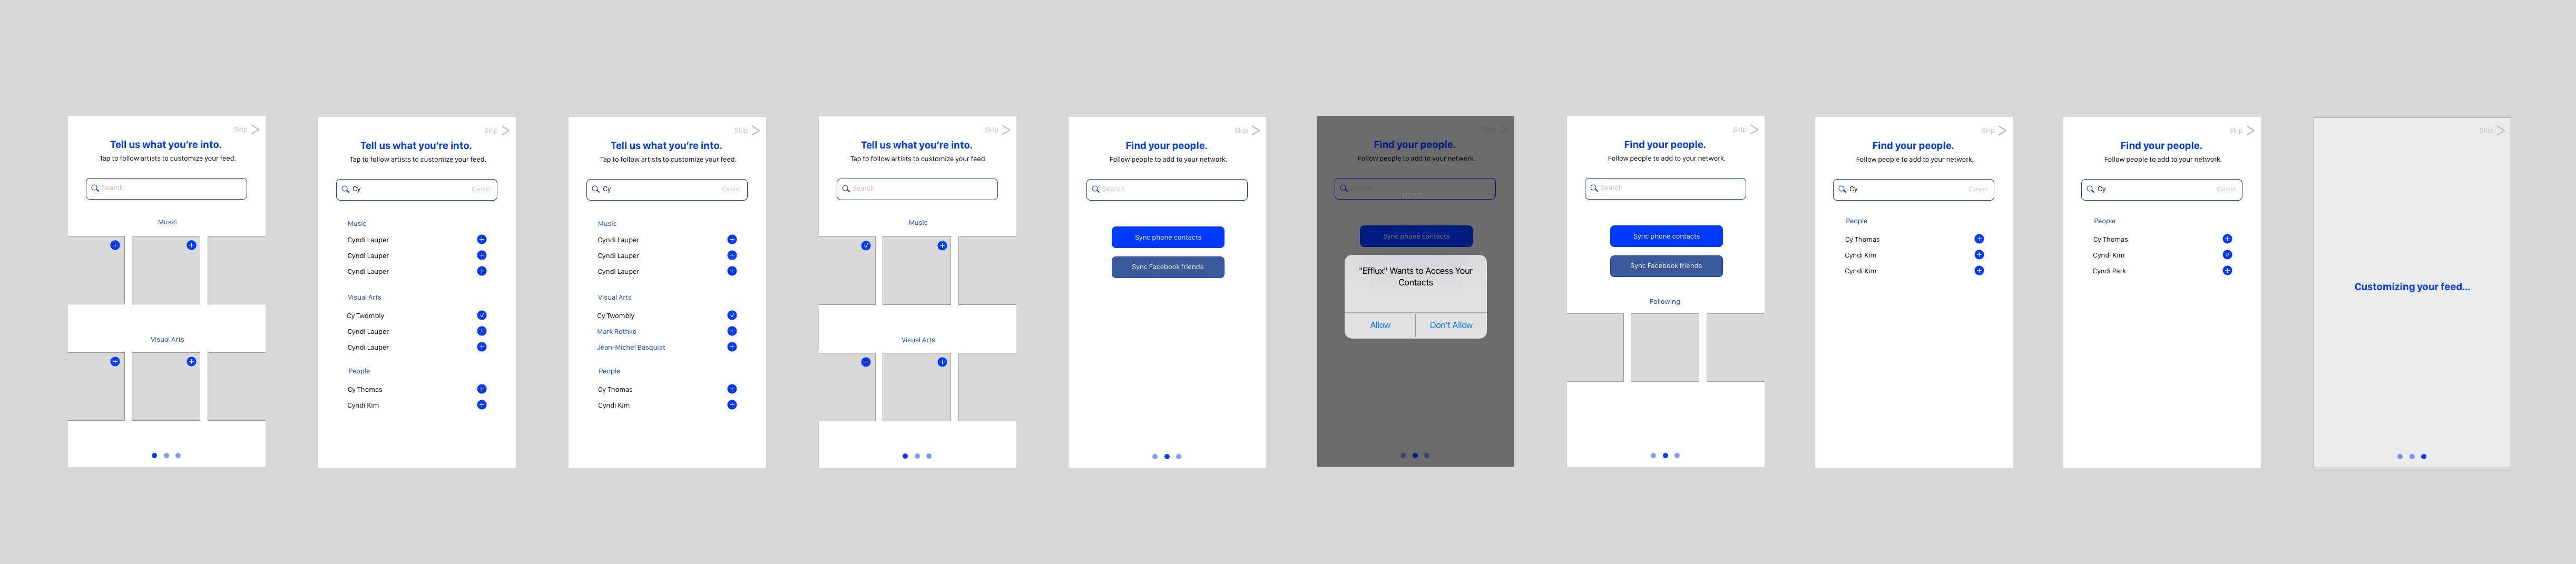 Skip
Tell us what you're into.
Tap to follow artists to customize your feed.
Search
Music
Visual Arts
Skip
Tell us what you're into.
Tap to follow artists to customize your feed.
Cy Cancel
Music
Cyndi Lauper
Cyndi Lauper
Cyndi Lauper
Visual Arts
Cy Twombly
Cyndi Lauper
Cyndi Lauper
People
Cy Thomas
Cyndi Kim
Skip
Tell us what you're into.
Tap to follow artists to customize your feed.
Cy Cancel
Music
Cyndi Lauper
Cyndi Lauper
Cyndi Lauper
Visual Arts
Cy Twombly
Mark Rothko
Jean-Michel Basquiat
People
Cy Thomas
Cyndi Kim
Skip
Tell us what you're into.
Tap to follow artists to customize your feed.
Search
Music
Visual Arts
Skip
Find your people.
Follow people to add to your network.
Search
Sync phone contacts
Sync Facebook friends
Skip
Find your people.
Follow people to add to your network.
HOME
Sync phone contacts
"Efflux" Wants to Access Your
Contacts
Allow Don't Allow
Skip
Find your people.
Follow people to add to your network.
Search
Sync phone contacts
Sync Facebook friends
Following
Skip
Find your people.
Follow people to add to your network.
Cy Cancel
People
Cy Thomas
Cyndi Kim
Cyndi Kim
Skip
Find your people.
Follow people to add to your network.
Cy Cancel
People
Cy Thomas
Cyndi Kim
Cyndi Park
Skip
Customizing your feed...